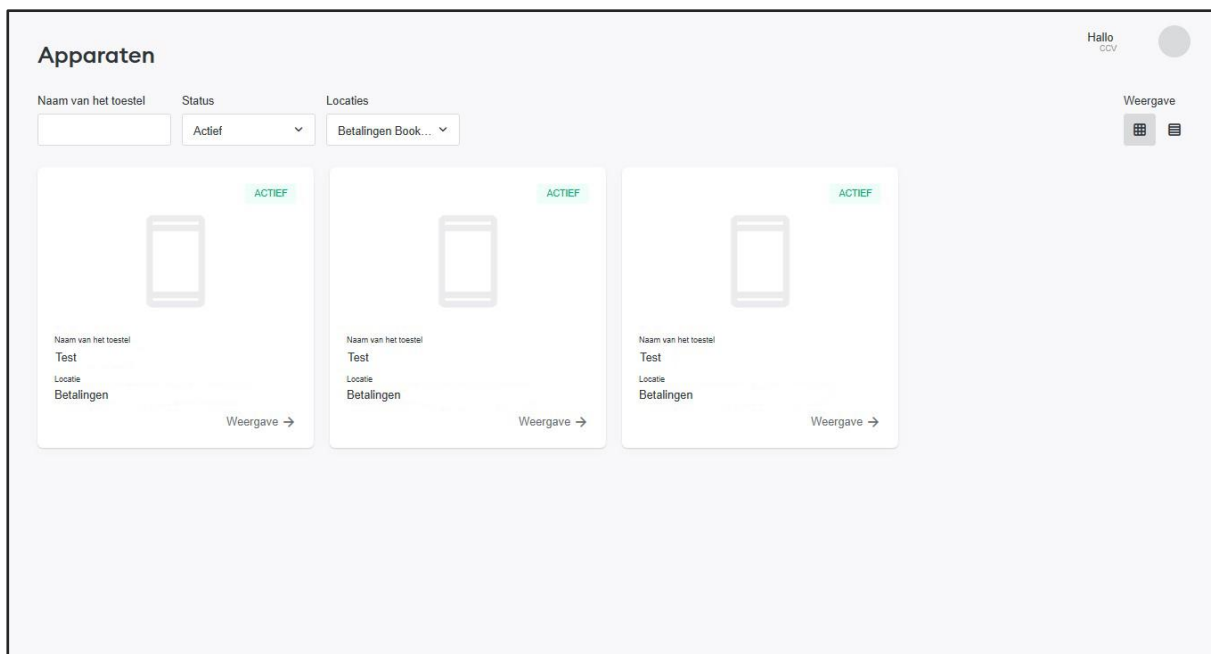 Hallo
CCV
Apparaten
Naam van het toestel Status Locaties Weergave
Actief Betalingen Book...
ACTIEF ACTIEF ACTIEF
Naam van het toestel Naam van het toestel Naam van het toestel
Test Test Test
Locatie Locatie Locatie
Betalingen Betalingen Betalingen
Weergave → Weergave → Weergave →